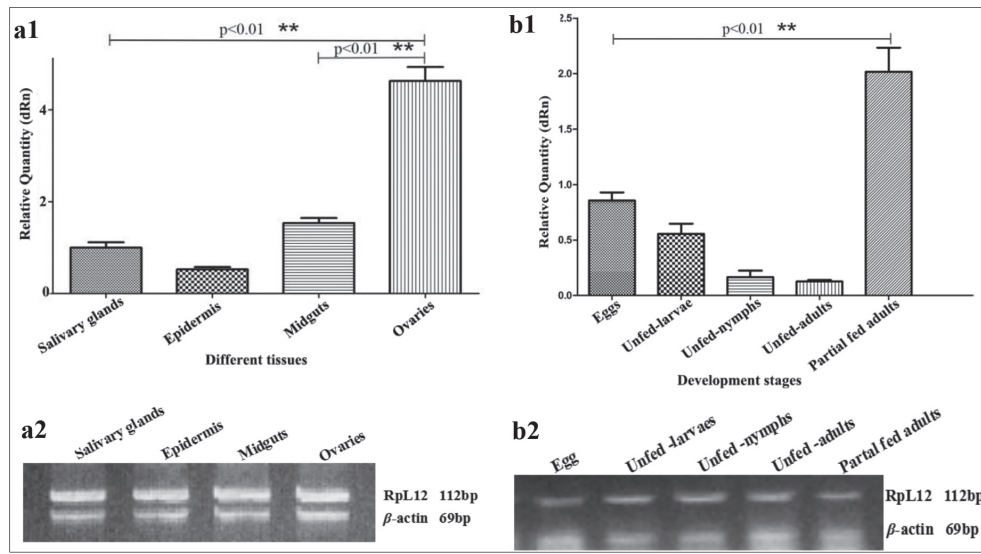 a1
p<0.01 **
p<0.01 **
Relative Quantity (dRn)
4
2
0
Salivary glands
Epidermis
Midguts
Ovaries
Different tissues
b1
p<0.01 **
Relative Quantity (dRn)
2.5
2.0
1.5
1.0
0.5
0.0
Eggs
Unfed-larvae
Unfed-nymphs
Unfed-adults
Partial fed adults
Development stages
a2
Salivary glands
Epidermis
Midguts
Ovaries
RpL12 112bp
β-actin 69bp
b2
Egg
Unfed -larvaes
Unfed -nymphs
Unfed -adults
Partal fed adults
RpL12 112bp
β-actin 69bp